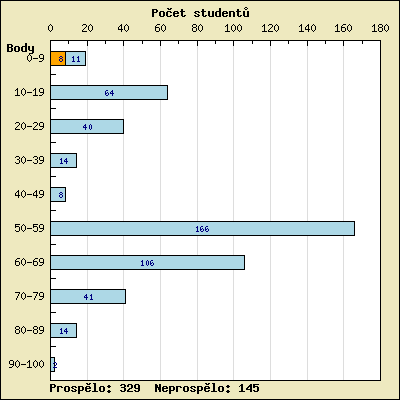 Počet studentů
0 20 40 60 80 100 120 140 160 180
Body
0-9 8 11
10-19 64
20-29 40
30-39 14
40-49 8
50-59 166
60-69 106
70-79 41
80-89 14
90-100 2
Prospělo: 329 Neprospělo: 145